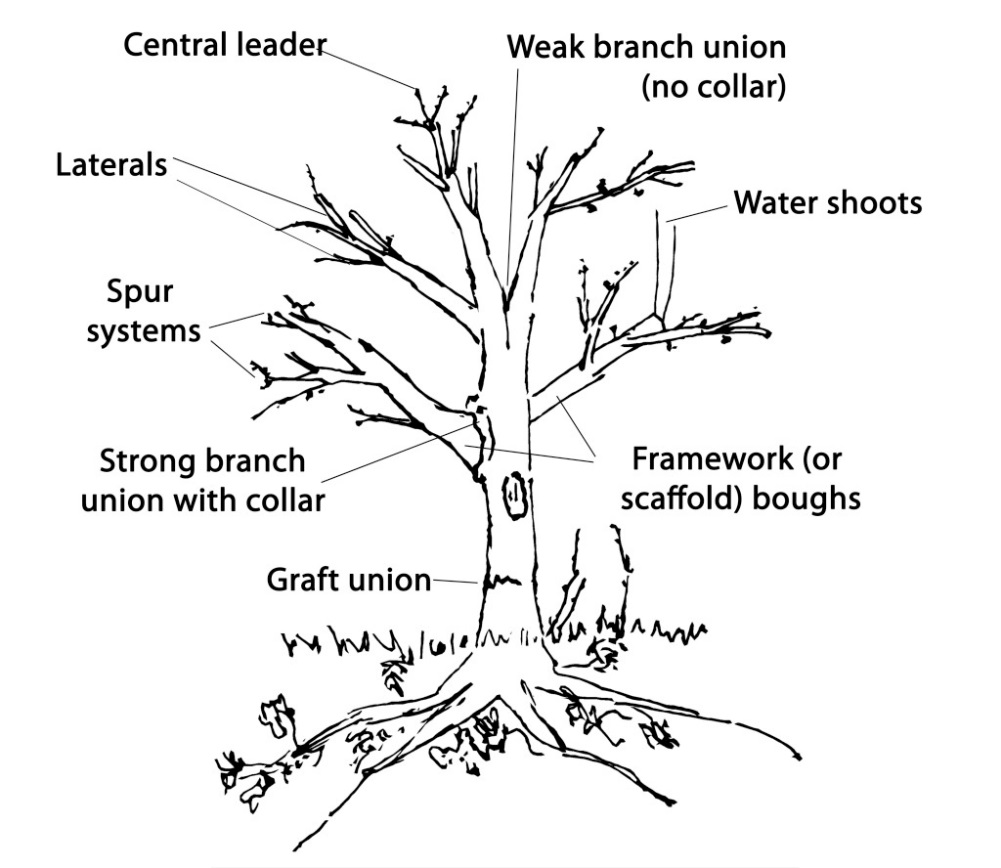 Central leader
Weak branch union
(no collar)
Laterals
Water shoots
Spur
systems
Strong branch
union with collar
Framework (or
scaffold) boughs
Graft union